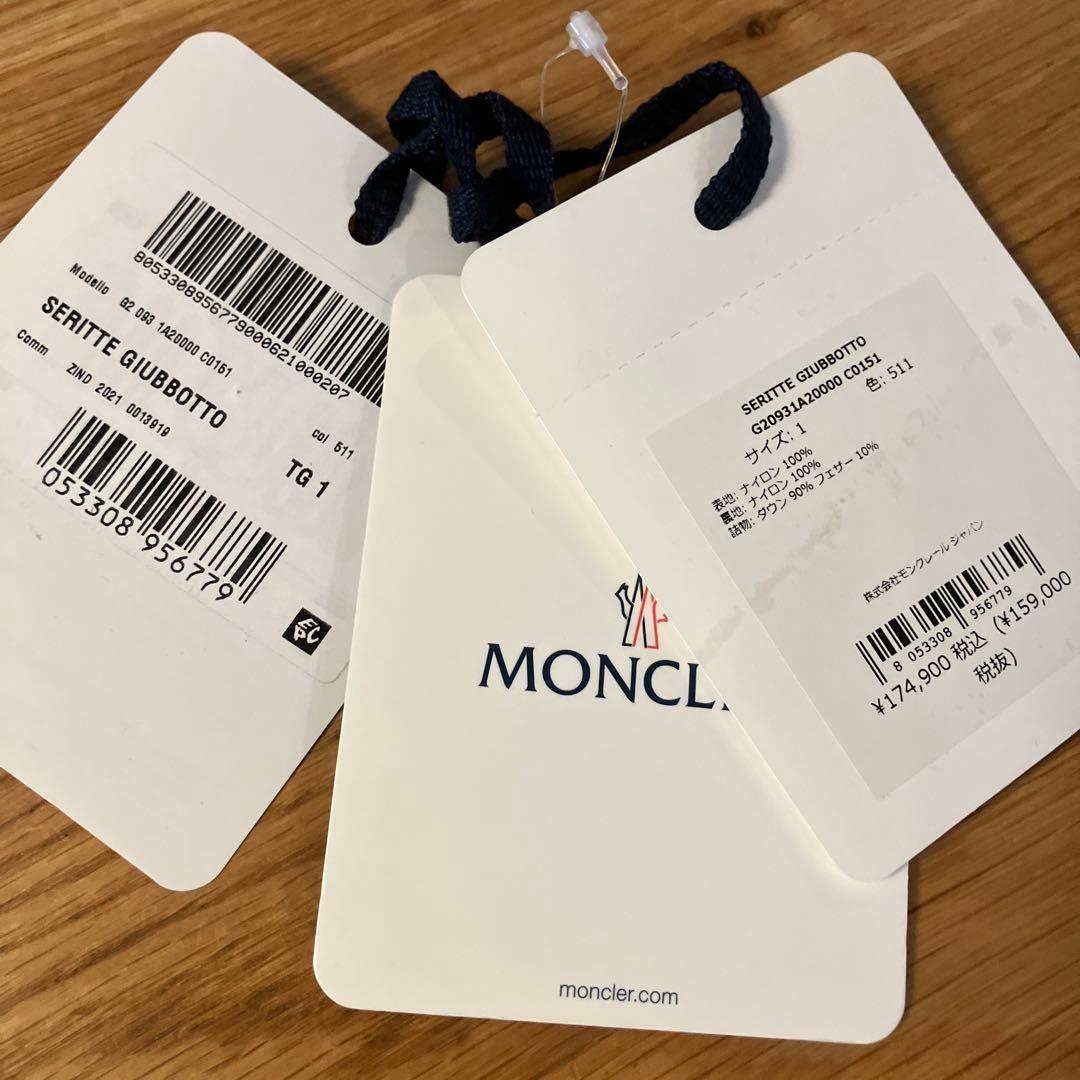 8053308956779000621000207
Modello G2 093 1A20000 C0151
SERITTE GIUBBOTTO
col 511
Comm ZIND 2021 0013919
TG 1
053308 956779
EPC
MONCL
moncler.com
SERITTE GIUBBOTTO
G20931A20000 C0151
サイズ: 1
色: 511
表地: ナイロン 100%
裏地: ナイロン 100%
詰物: ダウン 90% フェザー 10%
株式会社モンクレール ジャパン
8 053308 956779
¥174,900 税込 (¥159,000
税抜)